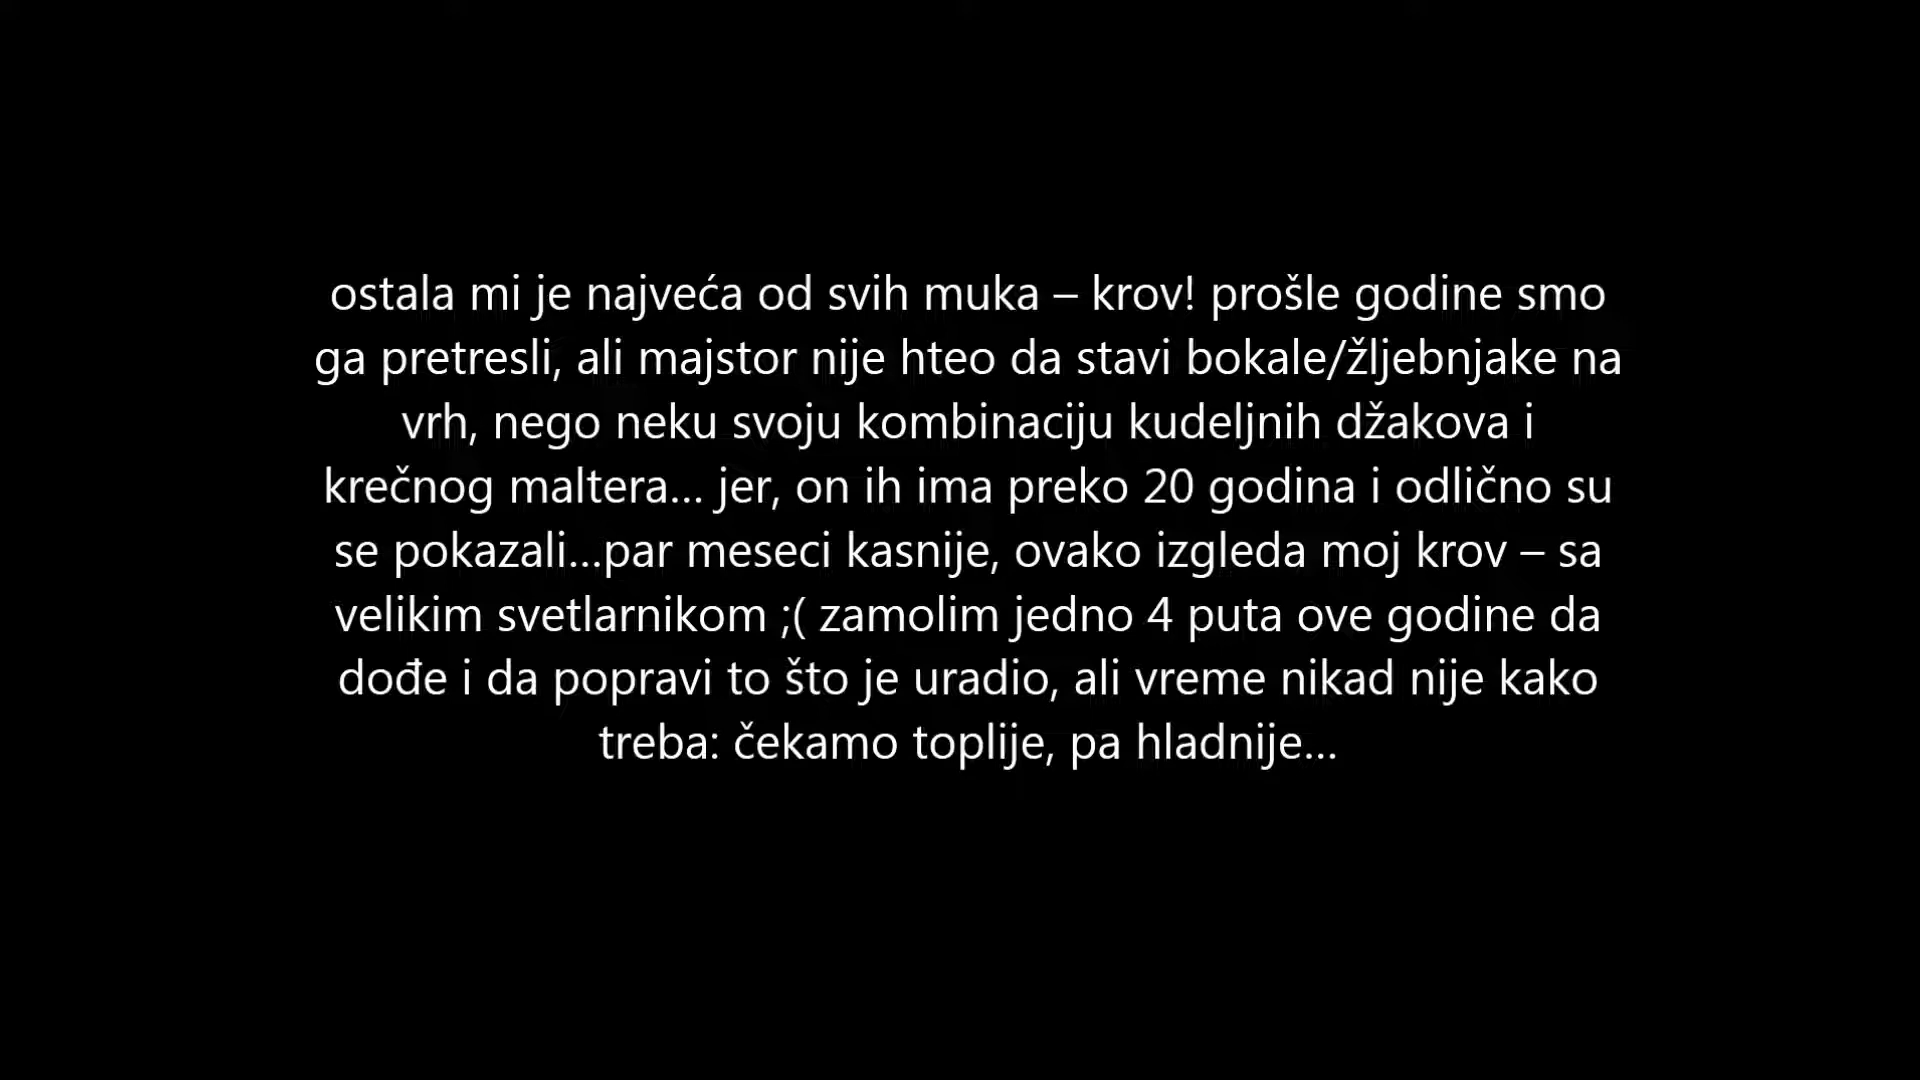 ostala mi je najveća od svih muka – krov! prošle godine smo
ga pretresli, ali majstor nije hteo da stavi bokale/žljebnjake na
vrh, nego neku svoju kombinaciju kudeljnih džakova i
krečnog maltera... jer, on ih ima preko 20 godina i odlično su
se pokazali...par meseci kasnije, ovako izgleda moj krov – sa
velikim svetlarnikom ;( zamolim jedno 4 puta ove godine da
dođe i da popravi to što je uradio, ali vreme nikad nije kako
treba: čekamo toplije, pa hladnije...